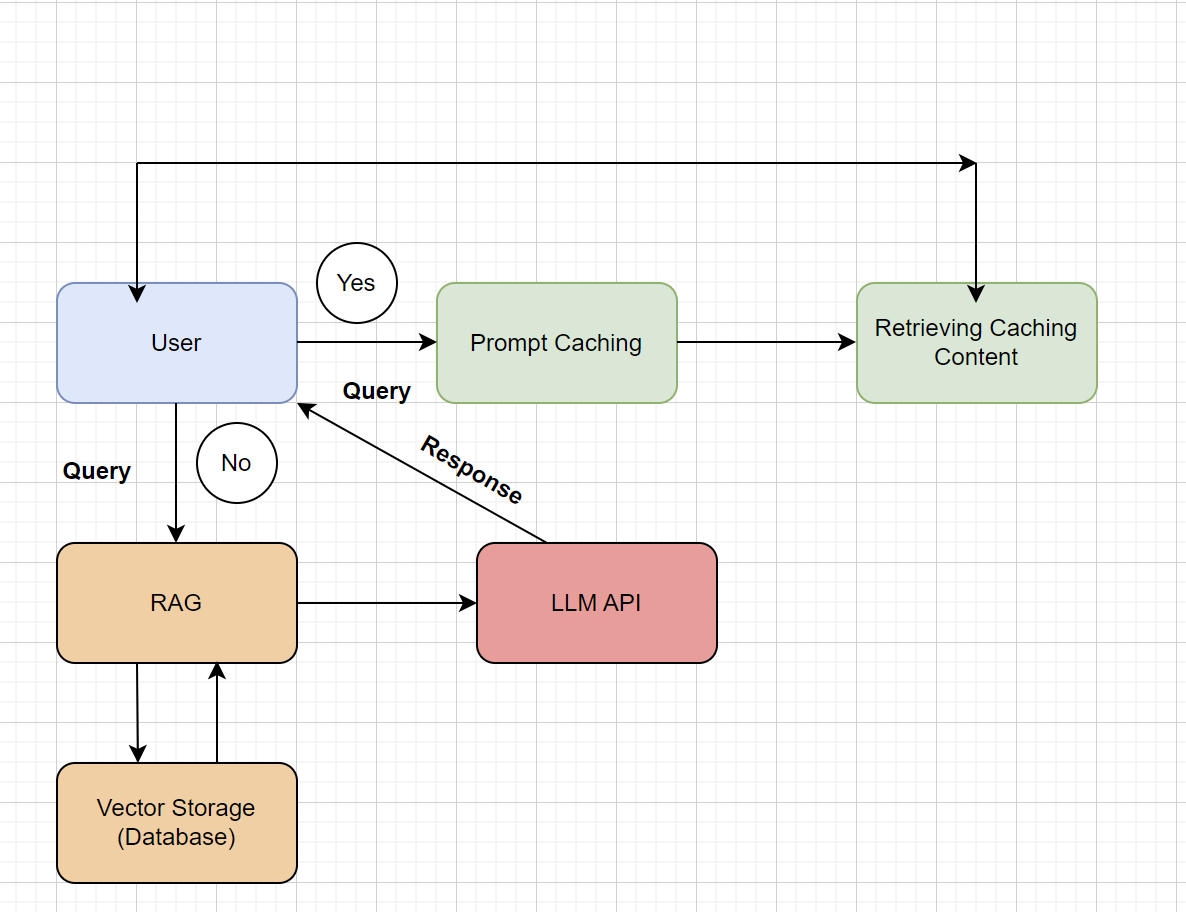 Yes
User
Prompt Caching
Retrieving Caching
Content
Query
Response
Query
No
RAG
LLM API
Vector Storage
(Database)